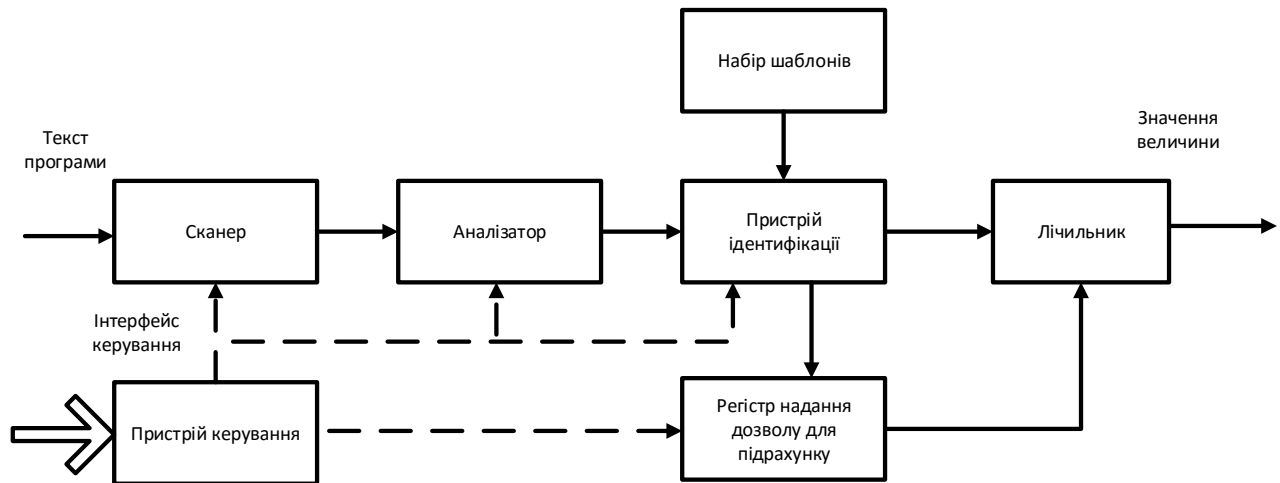 Набір шаблонів
Текст
програми
Значення
величини
Сканер
Аналізатор
Пристрій
ідентифікації
Лічильник
Інтерфейс
керування
Пристрій керування
Регістр надання
дозволу для
підрахунку